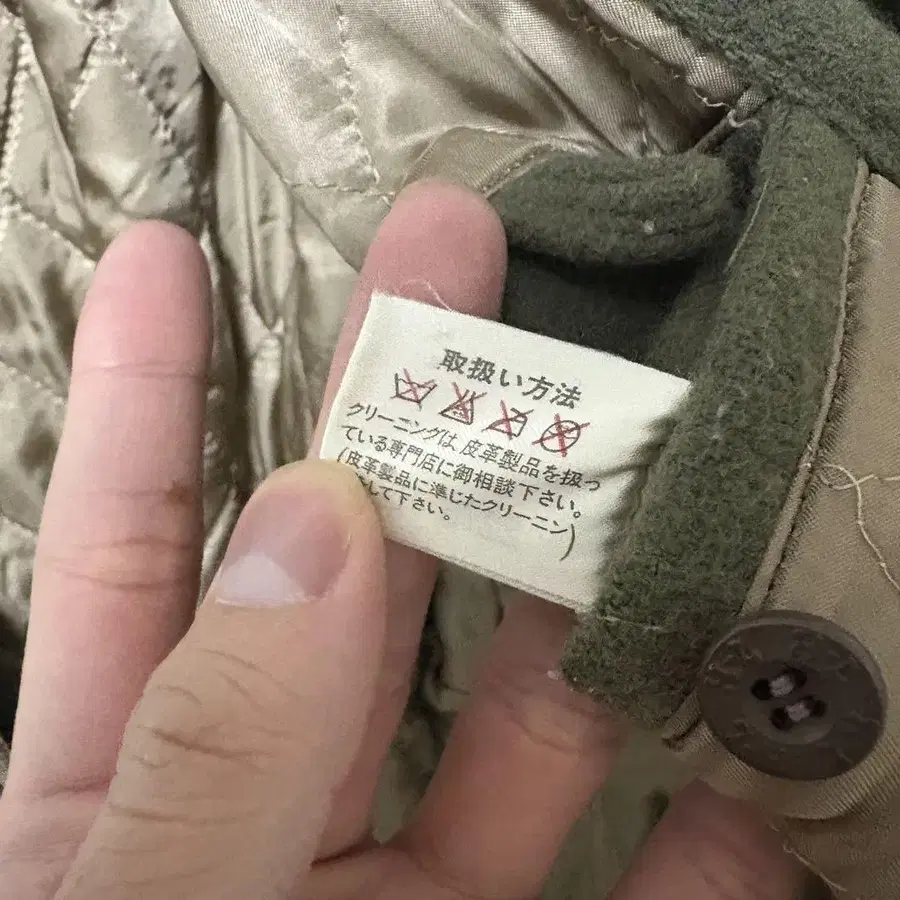 取扱い方法
クリーニングは、皮革製品を扱っ
ている専門店に御相談下さい。
(皮革製品に準じたクリーニン)
して下さい。